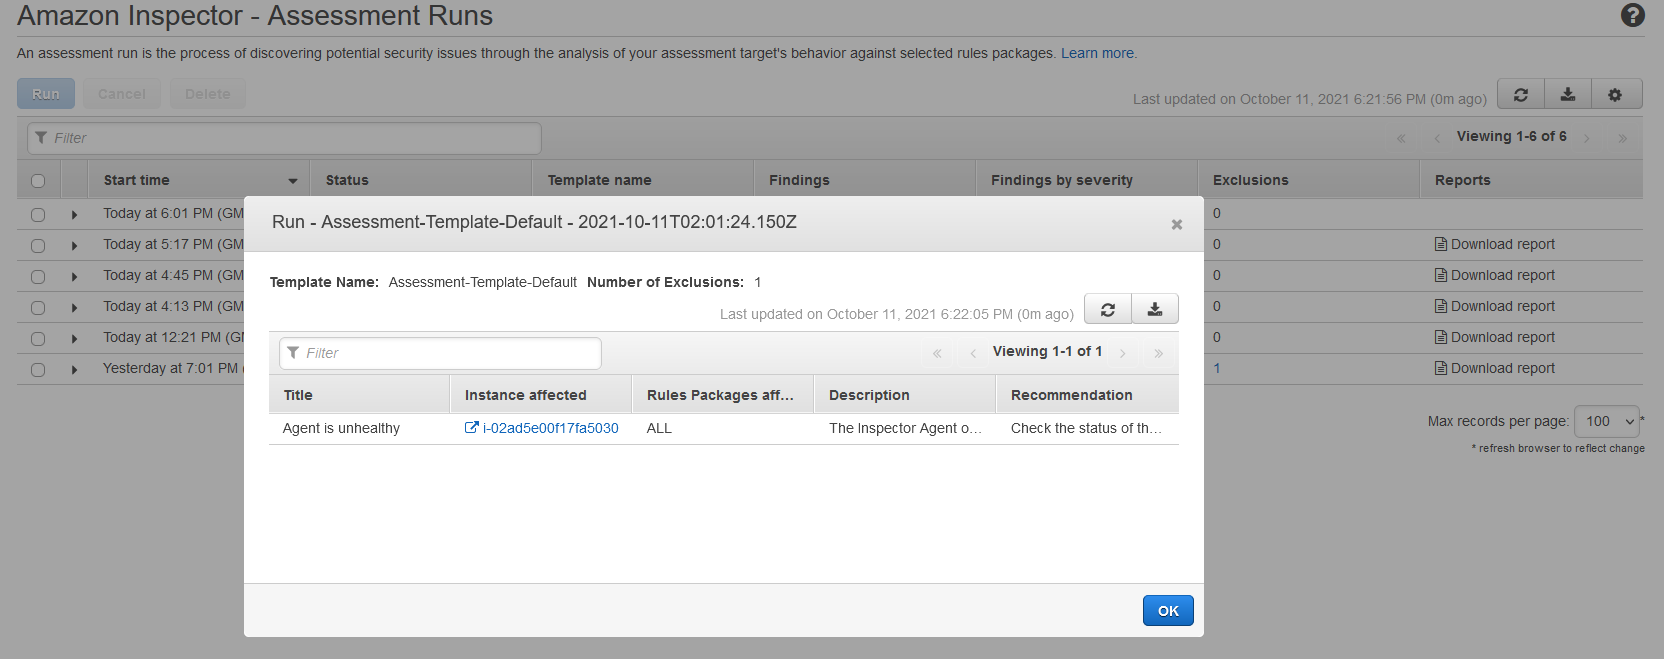 Amazon Inspector - Assessment Runs
An assessment run is the process of discovering potential security issues through the analysis of your assessment target's behavior against selected rules packages. Learn more.
Run Cancel Delete Last updated on October 11, 2021 6:21:56 PM (0m ago)
Filter « ‹ Viewing 1-6 of 6 › »
Start time Status Template name Findings Findings by severity Exclusions Reports
Today at 6:01 PM (GM 0
Today at 5:17 PM (GM 0 Download report
Today at 4:45 PM (GM 0 Download report
Today at 4:13 PM (GM 0 Download report
Today at 12:21 PM (GM 0 Download report
Yesterday at 7:01 PM ( 1 Download report
Max records per page: 100 *
* refresh browser to reflect change
Run - Assessment-Template-Default - 2021-10-11T02:01:24.150Z ×
Template Name: Assessment-Template-Default Number of Exclusions: 1
Last updated on October 11, 2021 6:22:05 PM (0m ago)
Filter « ‹ Viewing 1-1 of 1 › »
Title Instance affected Rules Packages aff... Description Recommendation
Agent is unhealthy i-02ad5e00f17fa5030 ALL The Inspector Agent o... Check the status of th...
OK